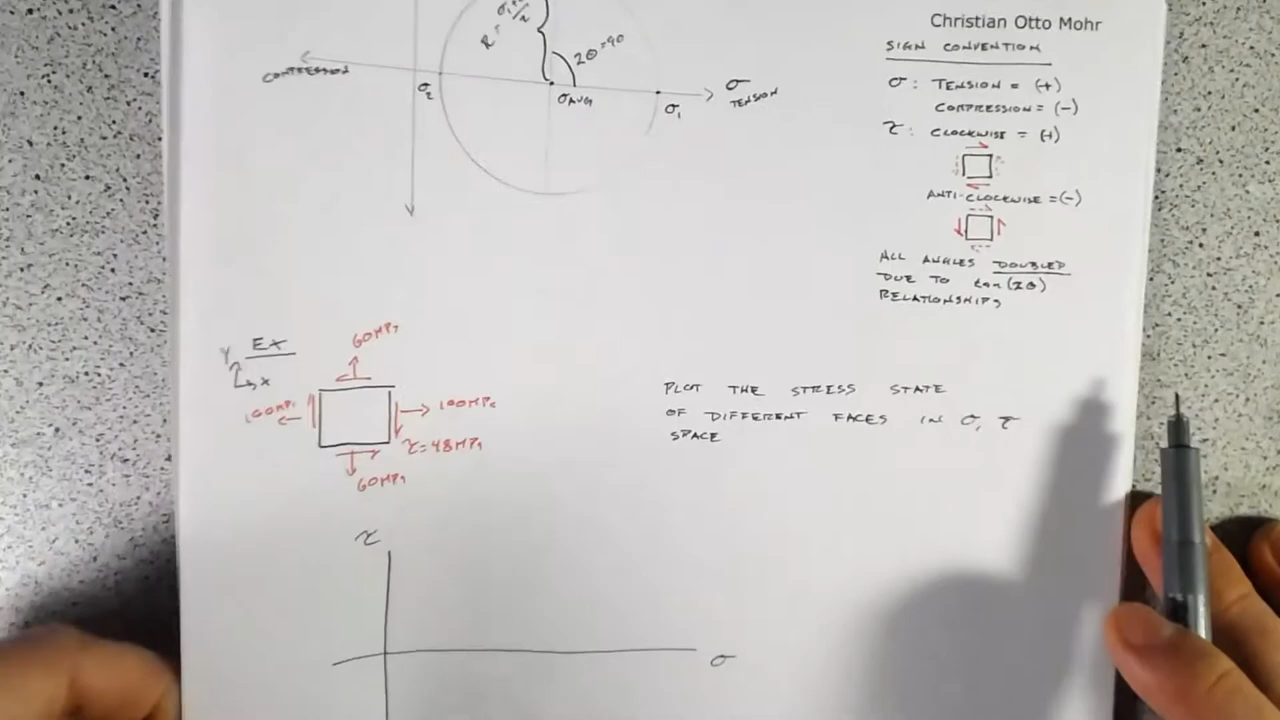 Christian Otto Mohr
SIGN CONVENTION
σ: TENSION = (+)
COMPRESSION = (-)
τ: CLOCKWISE = (+)
ANTI-CLOCKWISE = (-)
ALL ANGLES DOUBLED
DUE TO tan(2θ)
RELATIONSHIPS
2θ=90
COMPRESSION
σ2
σAVG
σ1
σ
TENSION
EX
Y
X
60MPa
100MPa
100MPa
τ=48MPa
60MPa
PLOT THE STRESS STATE
OF DIFFERENT FACES IN σ, τ
SPACE
τ
σ